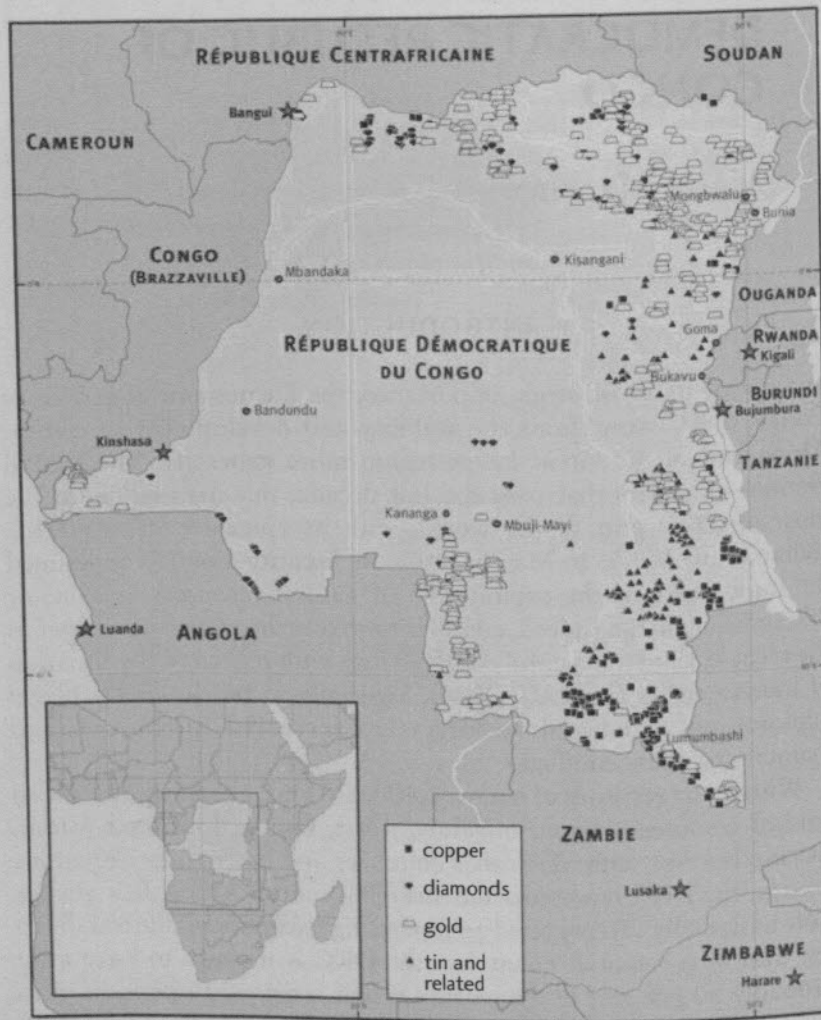 RÉPUBLIQUE CENTRAFRICAINE
SOUDAN
Bangui
CAMEROUN
Mongbwalu
Bunia
CONGO
(BRAZZAVILLE)
Mbandaka
Kisangani
OUGANDA
Goma
RWANDA
Kigali
RÉPUBLIQUE DÉMOCRATIQUE
DU CONGO
Bukavu
BURUNDI
Bujumbura
Bandundu
Kinshasa
TANZANIE
Kananga
Mbuji-Mayi
Luanda
ANGOLA
Lumumbashi
ZAMBIE
copper
diamonds
gold
tin and
related
Lusaka
ZIMBABWE
Harare